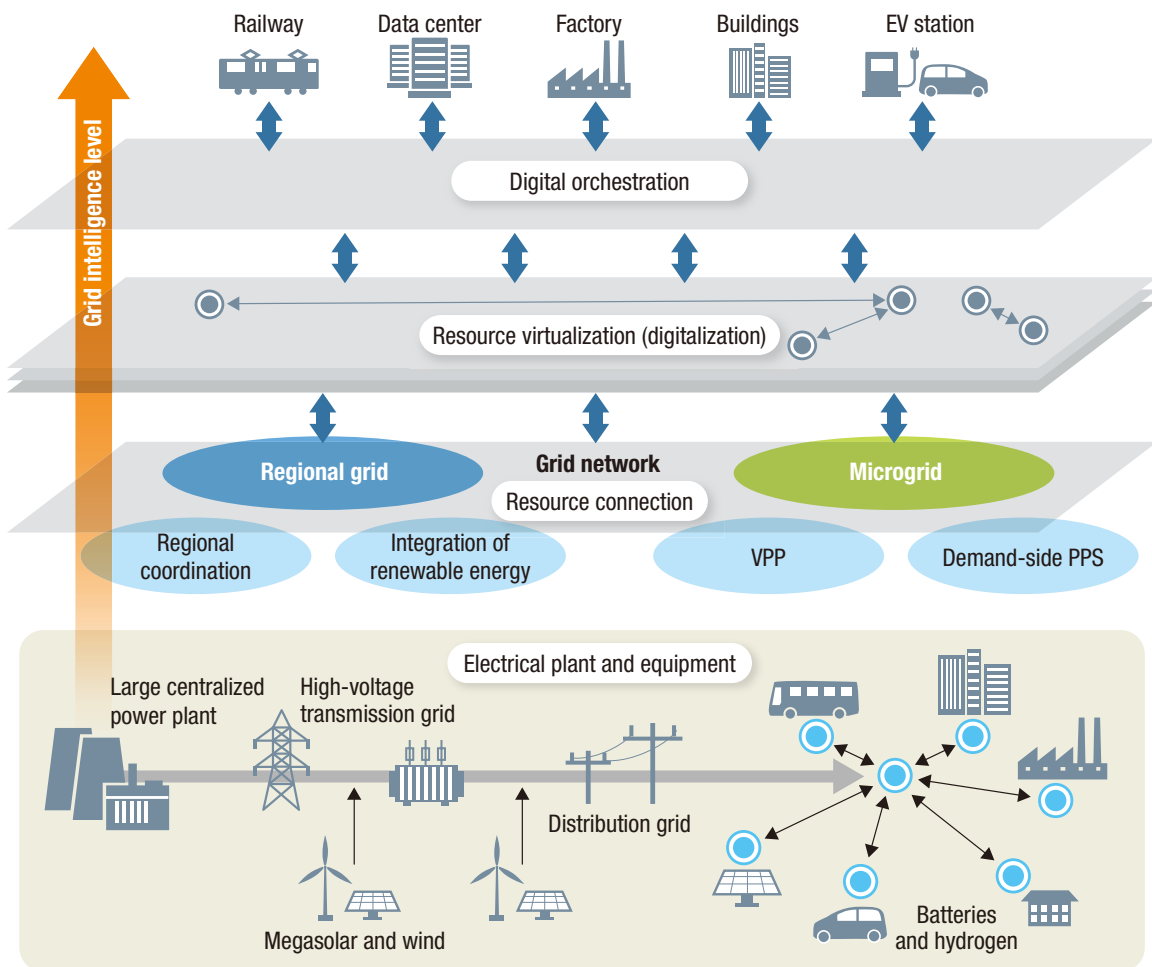 Railway
Data center
Factory
Buildings
EV station
Grid intelligence level
Digital orchestration
Resource virtualization (digitalization)
Regional grid
Grid network
Microgrid
Resource connection
Regional
coordination
Integration of
renewable energy
VPP
Demand-side PPS
Electrical plant and equipment
Large centralized
power plant
High-voltage
transmission grid
Distribution grid
Megasolar and wind
Batteries
and hydrogen